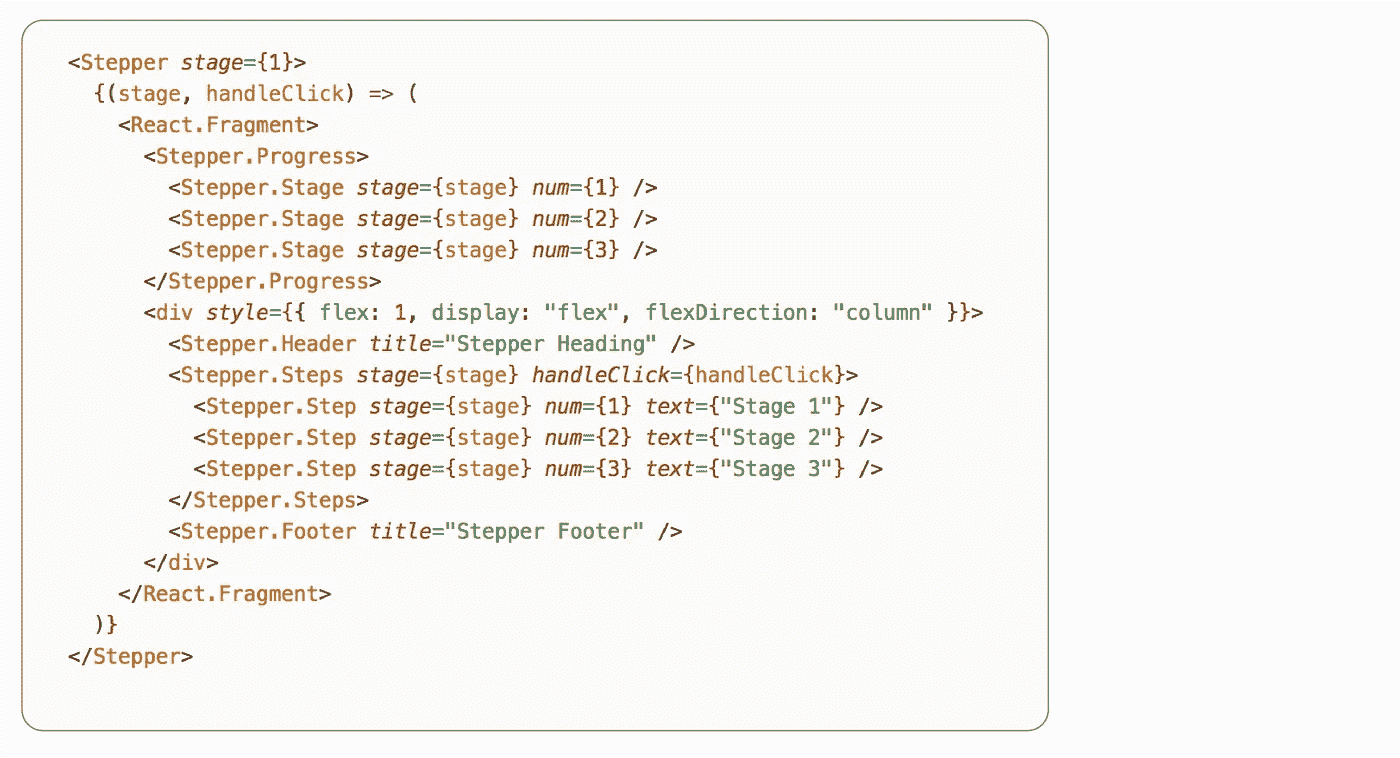 <Stepper stage={1}>
  {(stage, handleClick) => (
    <React.Fragment>
      <Stepper.Progress>
        <Stepper.Stage stage={stage} num={1} />
        <Stepper.Stage stage={stage} num={2} />
        <Stepper.Stage stage={stage} num={3} />
      </Stepper.Progress>
      <div style={{ flex: 1, display: "flex", flexDirection: "column" }}>
        <Stepper.Header title="Stepper Heading" />
        <Stepper.Steps stage={stage} handleClick={handleClick}>
          <Stepper.Step stage={stage} num={1} text={"Stage 1"} />
          <Stepper.Step stage={stage} num={2} text={"Stage 2"} />
          <Stepper.Step stage={stage} num={3} text={"Stage 3"} />
        </Stepper.Steps>
        <Stepper.Footer title="Stepper Footer" />
      </div>
    </React.Fragment>
  )}
</Stepper>